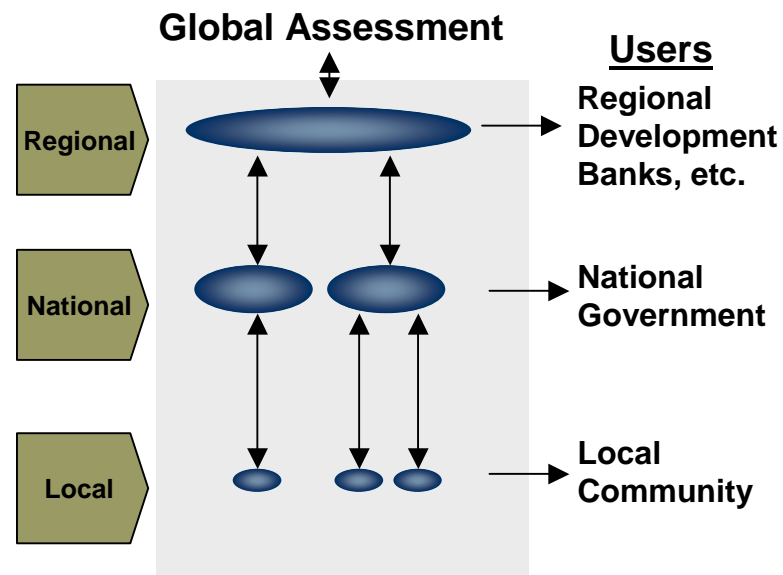 Global Assessment
Users
Regional
Regional
Development
Banks, etc.
National
National
Government
Local
Local
Community